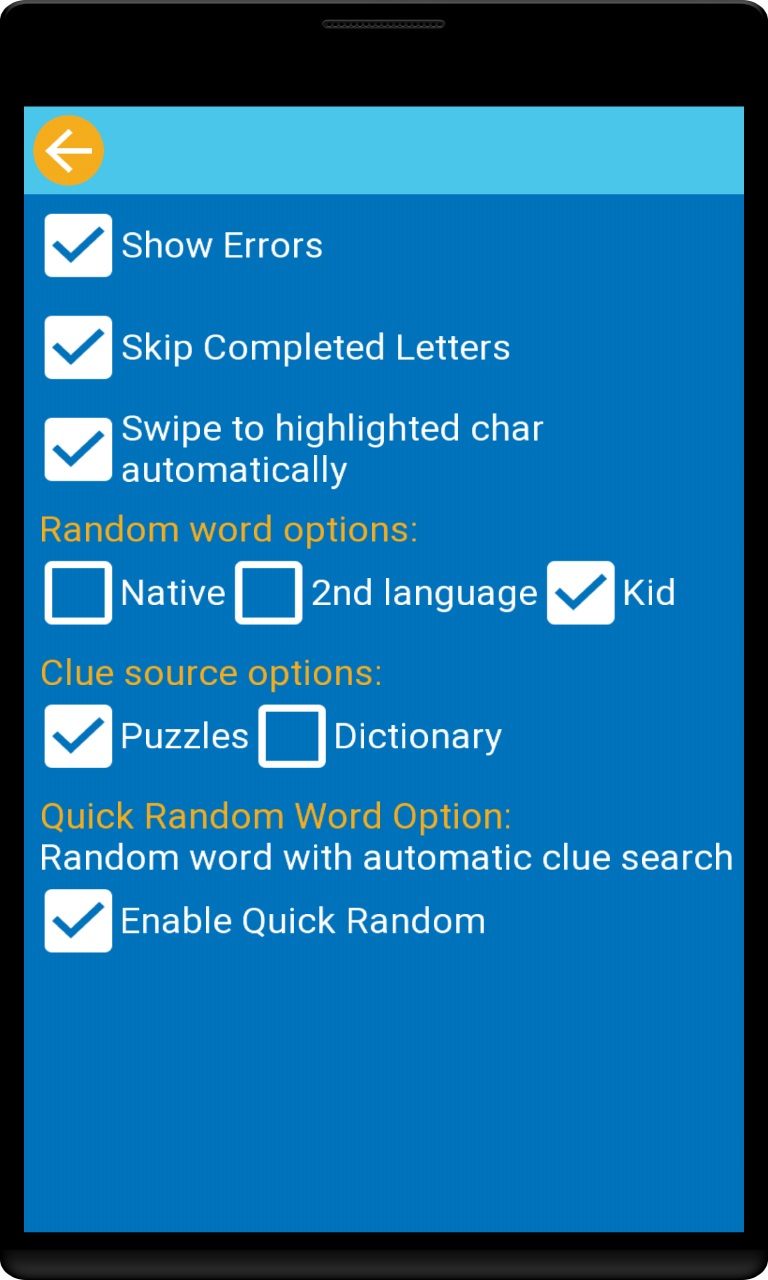 Show Errors
Skip Completed Letters
Swipe to highlighted char
automatically
Random word options:
Native 2nd language Kid
Clue source options:
Puzzles Dictionary
Quick Random Word Option:
Random word with automatic clue search
Enable Quick Random